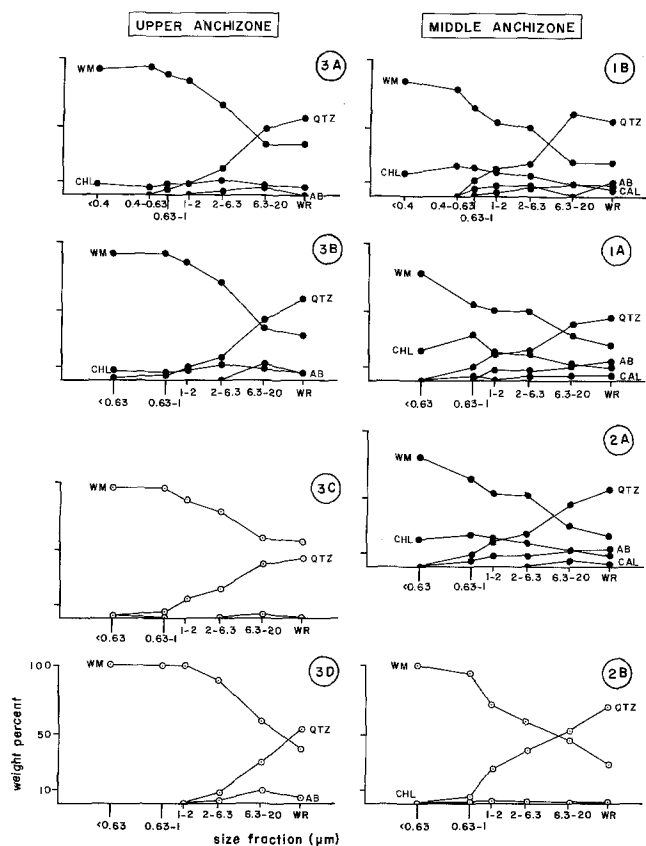 UPPER ANCHIZONE
MIDDLE ANCHIZONE
3A
WM
QTZ
CHL
AB
<0.4 0.4-0.63 0.63-1 1-2 2-6.3 6.3-20 WR
1B
WM
QTZ
CHL
AB
CAL
<0.4 0.4-0.63 0.63-1 1-2 2-6.3 6.3-20 WR
3B
WM
QTZ
CHL
AB
<0.63 0.63-1 1-2 2-6.3 6.3-20 WR
1A
WM
QTZ
CHL
AB
CAL
<0.63 0.63-1 1-2 2-6.3 6.3-20 WR
3C
WM
QTZ
<0.63 0.63-1 1-2 2-6.3 6.3-20 WR
2A
WM
QTZ
CHL
AB
CAL
<0.63 0.63-1 1-2 2-6.3 6.3-20 WR
3D
100
50
10
weight percent
WM
QTZ
AB
<0.63 0.63-1 1-2 2-6.3 6.3-20 WR
size fraction (μm)
2B
WM
QTZ
CHL
<0.63 0.63-1 1-2 2-6.3 6.3-20 WR